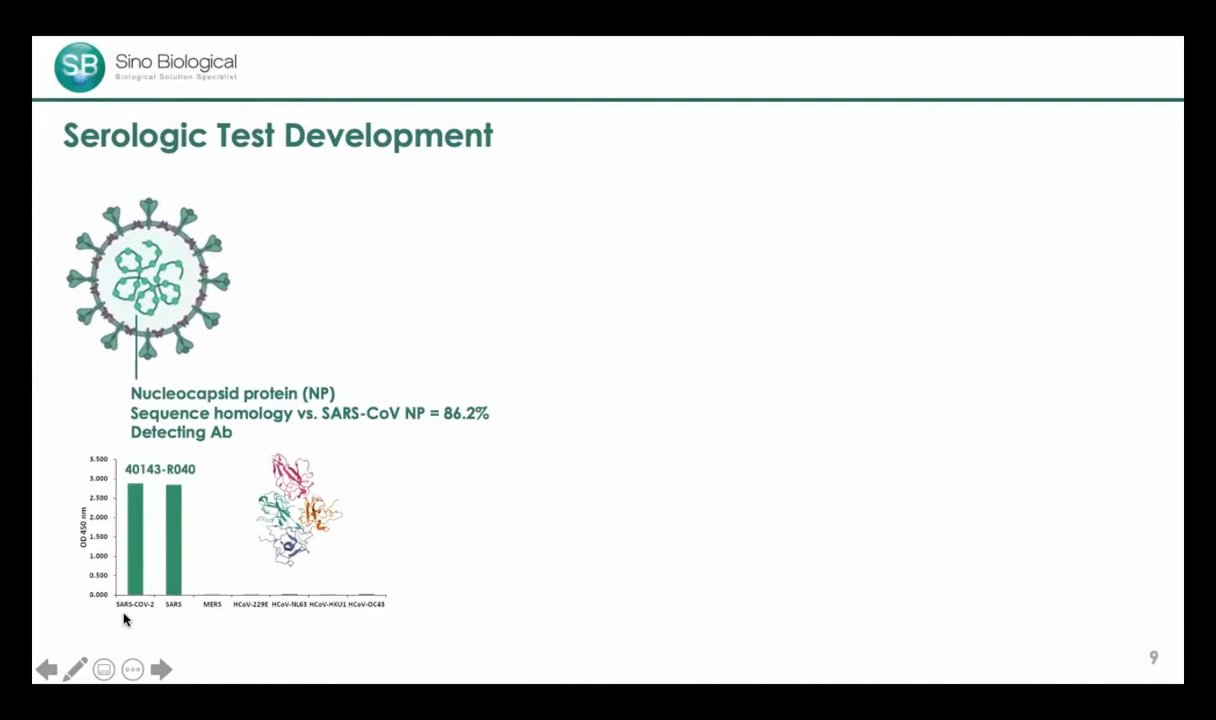 SB Sino Biological
Biological Solution Specialist
Serologic Test Development
Nucleocapsid protein (NP)
Sequence homology vs. SARS-CoV NP = 86.2%
Detecting Ab
40143-R040
OD 450 nm
3.500
3.000
2.500
2.000
1.500
1.000
0.500
0.000
SARS-COV-2 SARS MERS HCoV-229E HCoV-NL63 HCoV-HKU1 HCoV-OC43
9